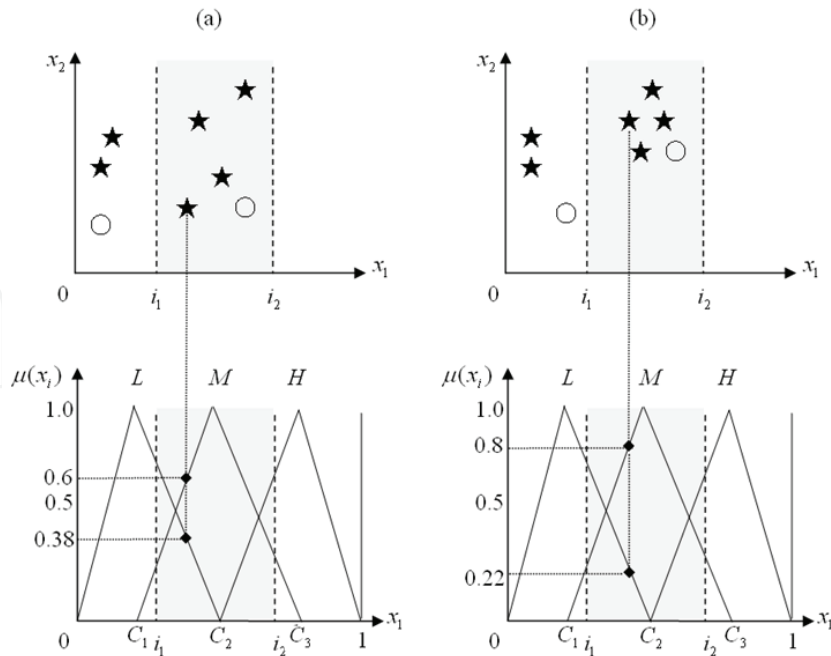 (a)
x₂
0
i₁
i₂
x₁
μ(xᵢ)
L
M
H
1.0
0.6
0.5
0.38
0
C₁
i₁
C₂
i₂
C₃
1
x₁
(b)
x₂
0
i₁
i₂
x₁
μ(xᵢ)
L
M
H
1.0
0.8
0.5
0.22
0
C₁
i₁
C₂
i₂
C₃
1
x₁